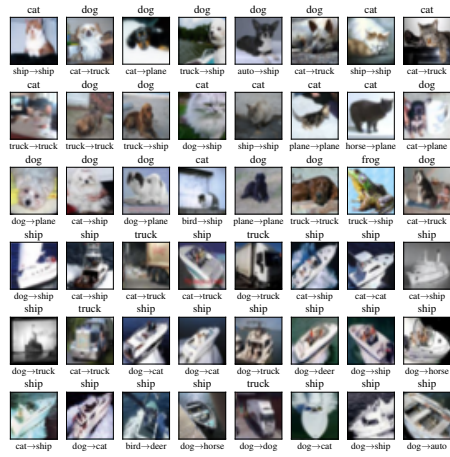 cat dog dog dog dog dog cat cat
ship→ship cat→truck cat→plane truck→ship auto→ship cat→truck ship→ship cat→truck
cat dog dog cat cat cat cat dog
truck→truck truck→truck truck→ship dog→ship ship→ship plane→plane horse→plane cat→plane
dog dog dog cat dog dog frog dog
dog→plane cat→ship dog→plane bird→ship plane→plane truck→truck truck→ship cat→truck
ship ship truck ship truck ship ship ship
dog→ship cat→ship cat→truck cat→truck dog→truck cat→cat cat→cat cat→ship
ship truck ship ship ship ship ship ship
dog→truck cat→truck dog→cat dog→cat dog→truck dog→deer dog→ship dog→horse
ship ship ship ship truck ship ship ship
cat→ship dog→cat bird→deer dog→horse dog→dog dog→cat dog→ship dog→auto